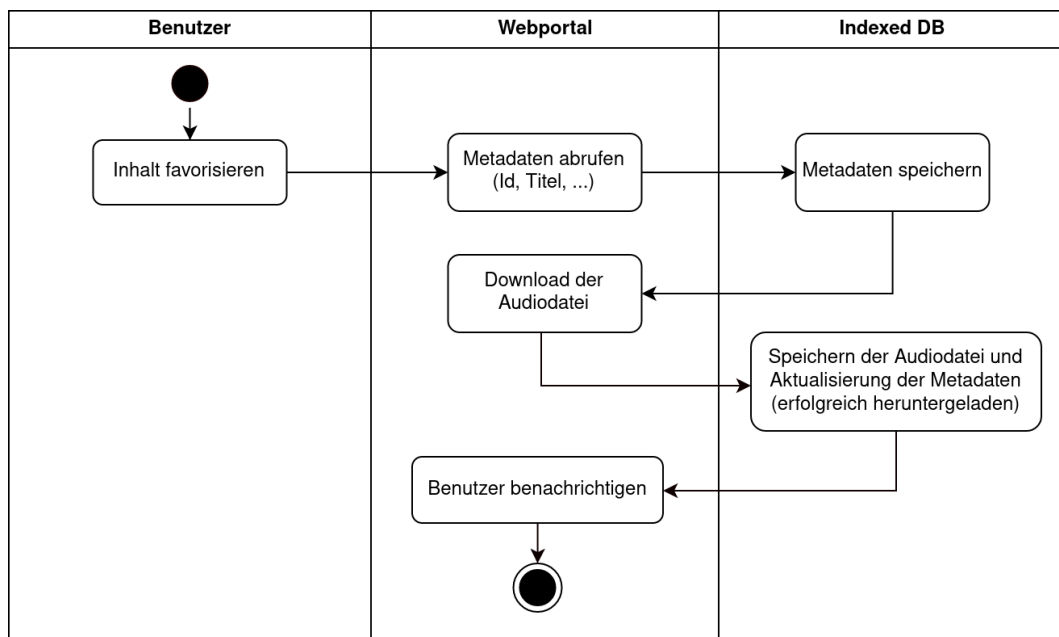 Benutzer
Webportal
Indexed DB
Inhalt favorisieren
Metadaten abrufen
(Id, Titel, ...)
Metadaten speichern
Download der
Audiodatei
Speichern der Audiodatei und
Aktualisierung der Metadaten
(erfolgreich heruntergeladen)
Benutzer benachrichtigen